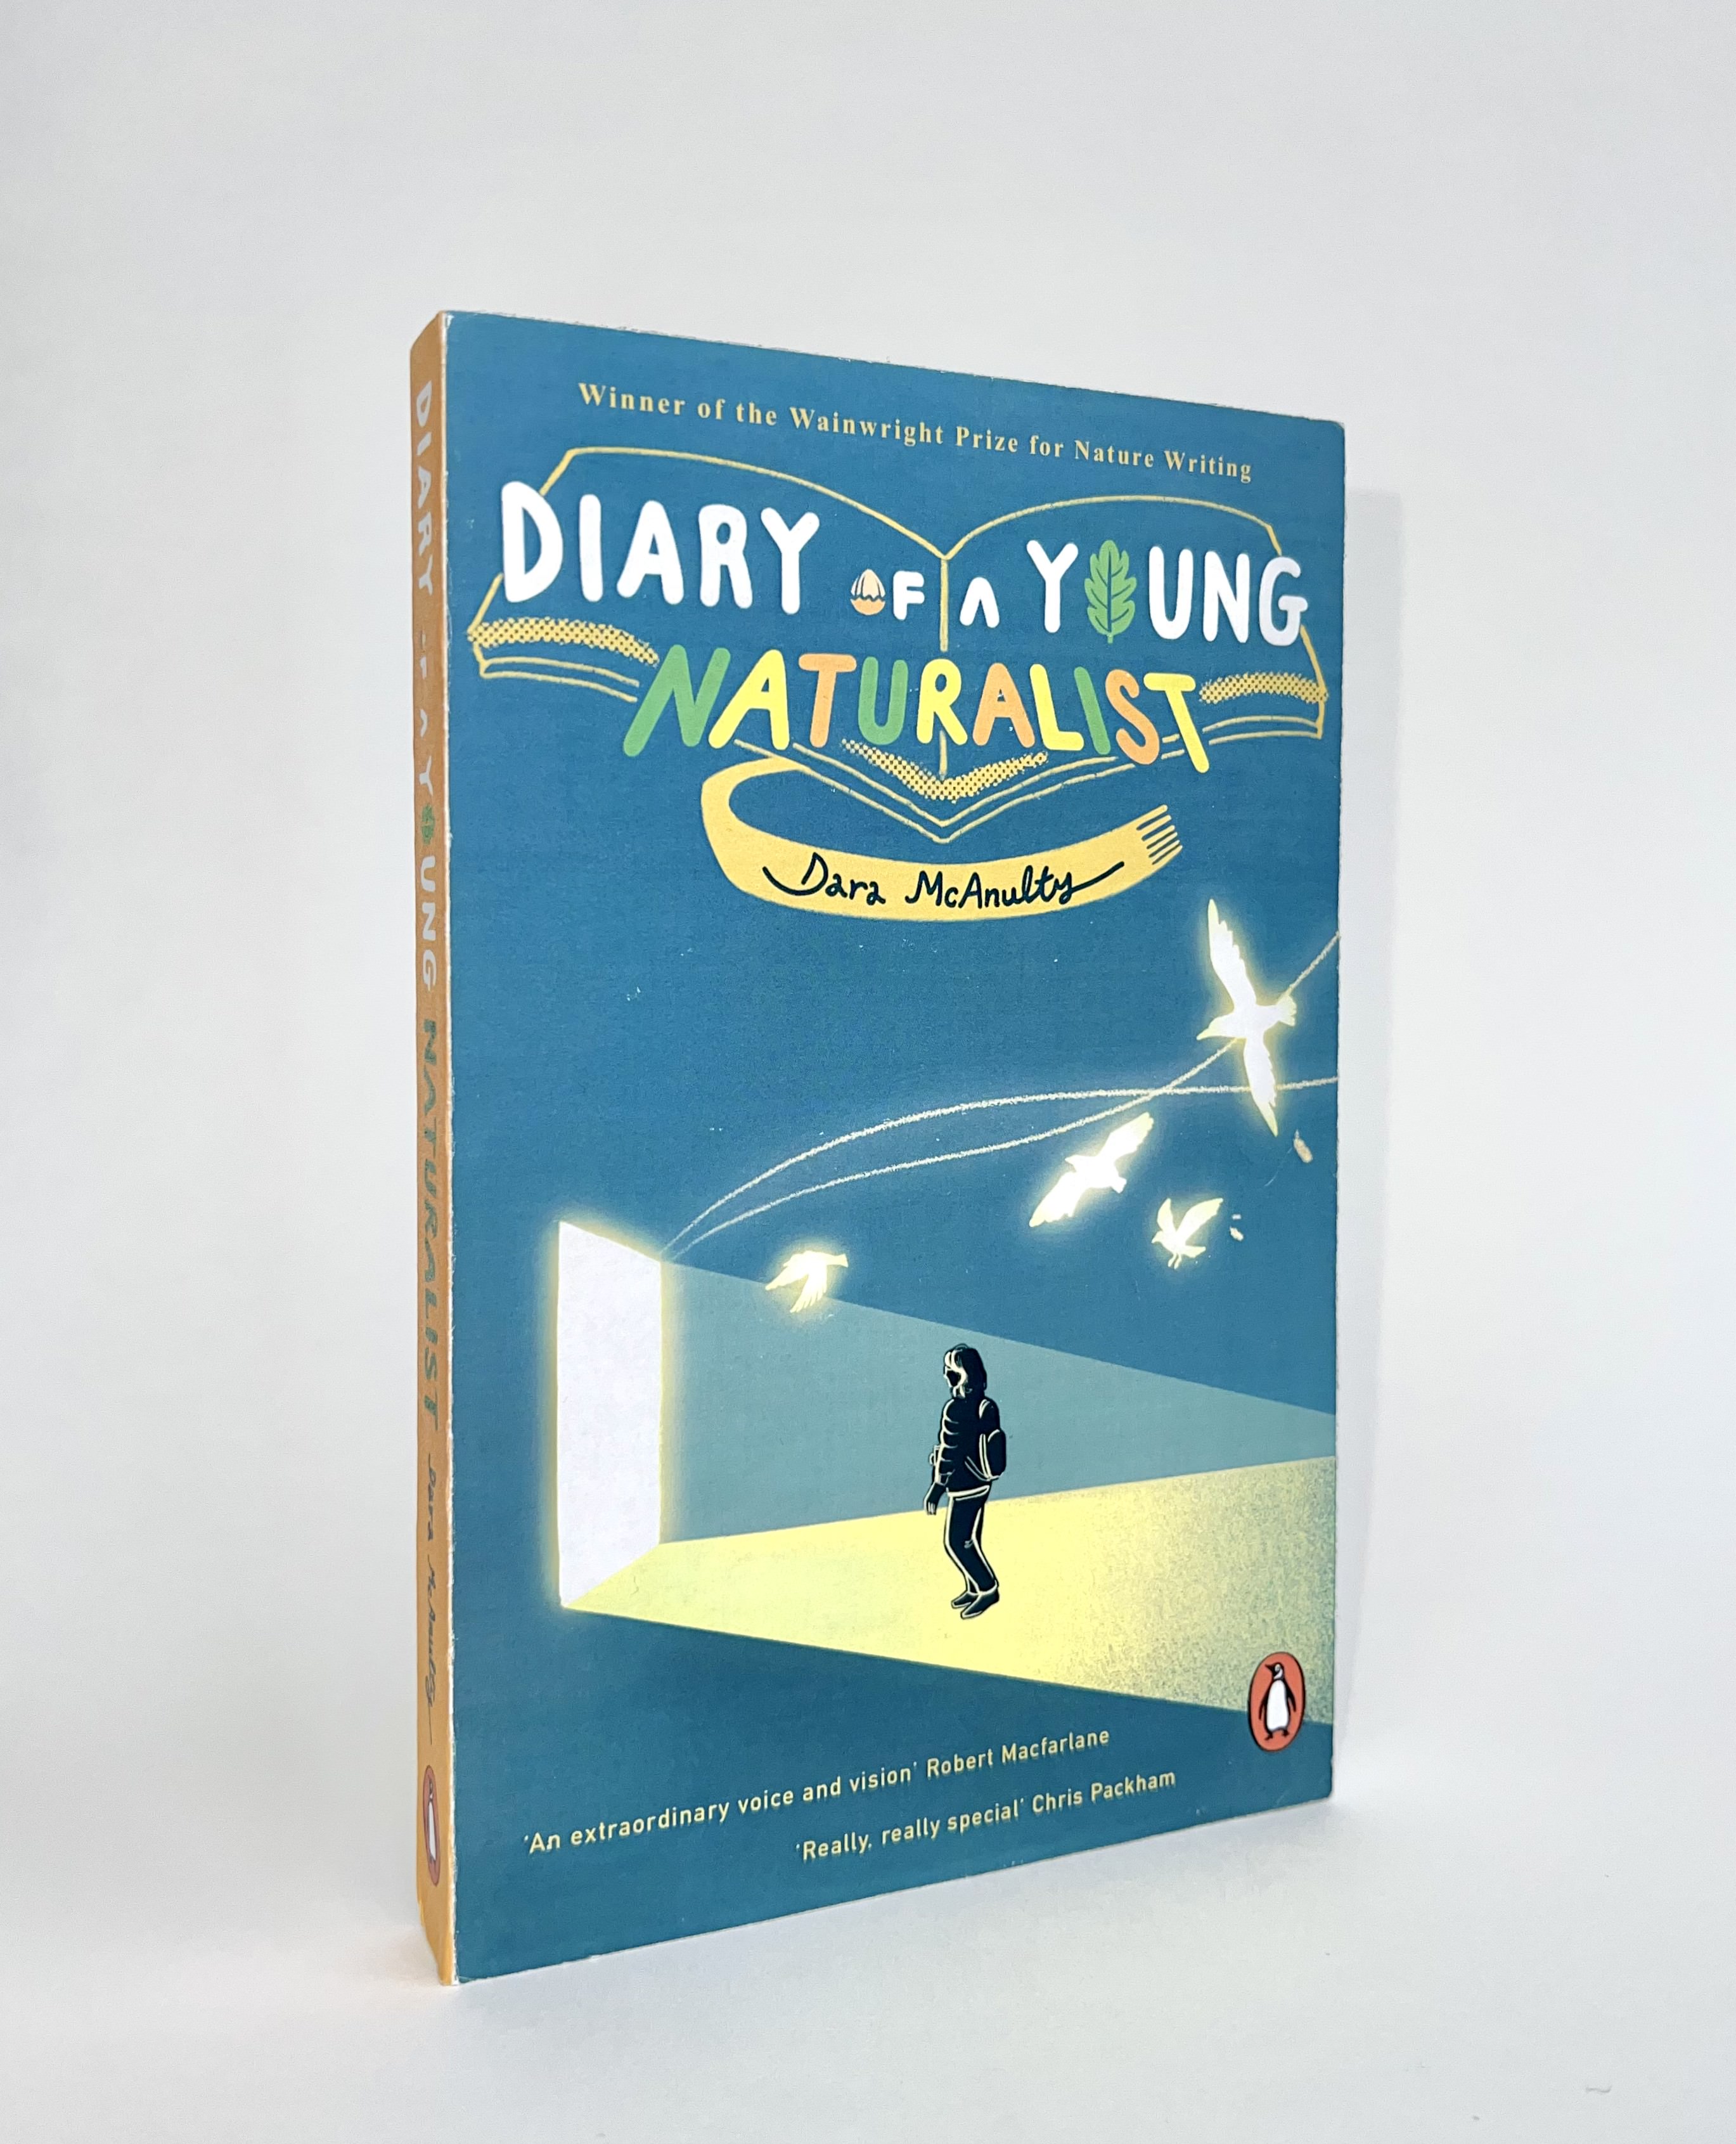 Winner of the Wainwright Prize for Nature Writing
DIARY OF A YOUNG
NATURALIST
Dara McAnulty
'An extraordinary voice and vision' Robert Macfarlane
'Really, really special' Chris Packham
DIARY OF A YOUNG NATURALIST Dara McAnulty